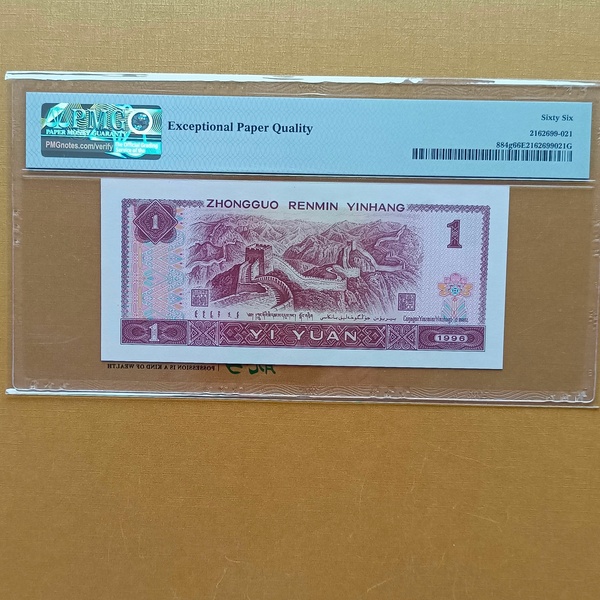 PMG
PAPER MONEY GUARANTY
PMGnotes.com/verify
Exceptional Paper Quality
Sixty Six
2162699-021
884g66E2162699021G
ZHONGGUO RENMIN YINHANG
1
1
1
YI YUAN
1996
POSSESSION IS A KIND OF WEALTH